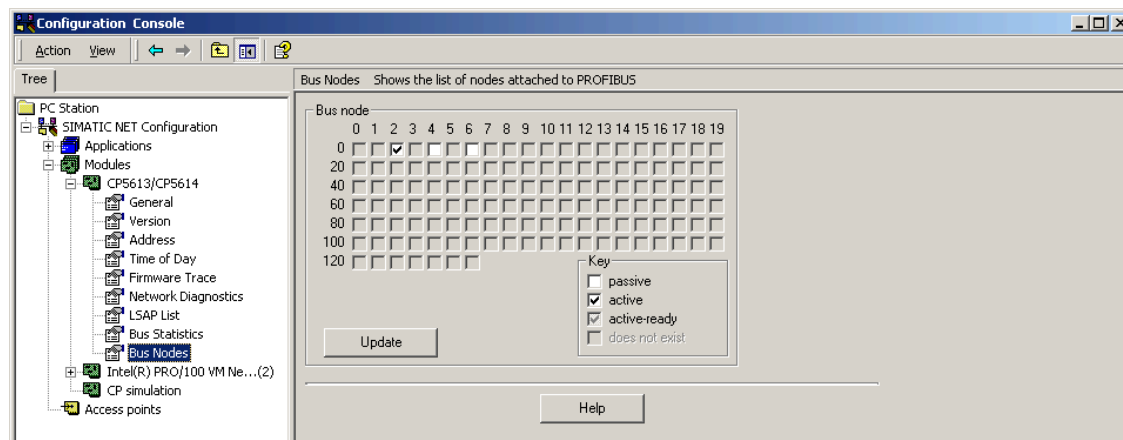 Configuration Console
Action View
Tree
Bus Nodes Shows the list of nodes attached to PROFIBUS
PC Station
SIMATIC NET Configuration
Applications
Modules
CP5613/CP5614
General
Version
Address
Time of Day
Firmware Trace
Network Diagnostics
LSAP List
Bus Statistics
Bus Nodes
Intel(R) PRO/100 VM Ne...(2)
CP simulation
Access points
Bus node
0 1 2 3 4 5 6 7 8 9 10 11 12 13 14 15 16 17 18 19
0
20
40
60
80
100
120
Key
passive
active
active-ready
does not exist
Update
Help